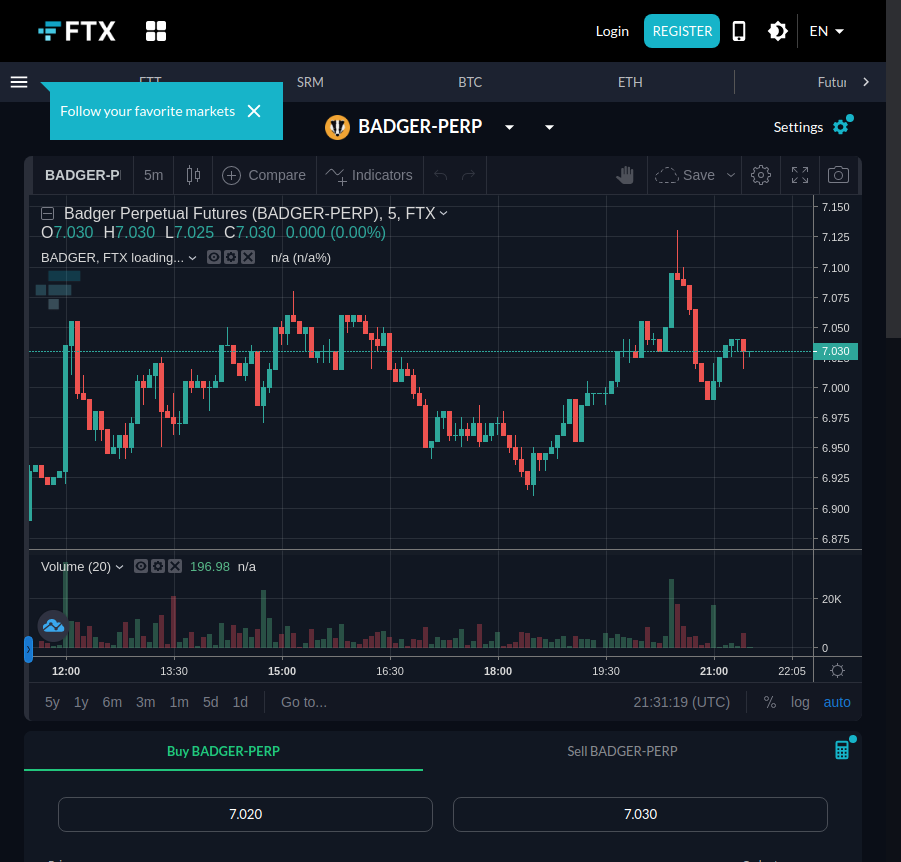 FTX
Login
REGISTER
EN
FTT
SRM
BTC
ETH
Futur
Follow your favorite markets
BADGER-PERP
Settings
BADGER-P
5m
Compare
Indicators
Save
Badger Perpetual Futures (BADGER-PERP), 5, FTX
O7.030 H7.030 L7.025 C7.030 0.000 (0.00%)
BADGER, FTX loading...
n/a (n/a%)
7.150
7.125
7.100
7.075
7.050
7.030
7.000
6.975
6.950
6.925
6.900
6.875
Volume (20)
196.98 n/a
20K
0
12:00 13:30 15:00 16:30 18:00 19:30 21:00 22:05
5y 1y 6m 3m 1m 5d 1d Go to...
21:31:19 (UTC) % log auto
Buy BADGER-PERP
Sell BADGER-PERP
7.020
7.030